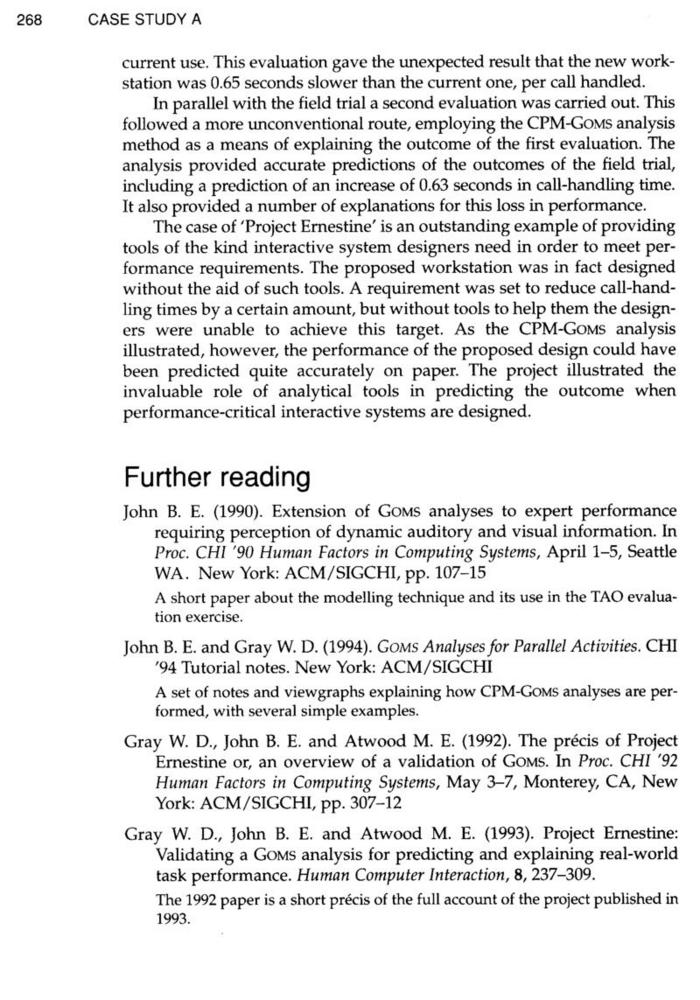 268 CASE STUDY A
current use. This evaluation gave the unexpected result that the new work-
station was 0.65 seconds slower than the current one, per call handled.
In parallel with the field trial a second evaluation was carried out. This
followed a more unconventional route, employing the CPM-GOMS analysis
method as a means of explaining the outcome of the first evaluation. The
analysis provided accurate predictions of the outcomes of the field trial,
including a prediction of an increase of 0.63 seconds in call-handling time.
It also provided a number of explanations for this loss in performance.
The case of 'Project Ernestine' is an outstanding example of providing
tools of the kind interactive system designers need in order to meet per-
formance requirements. The proposed workstation was in fact designed
without the aid of such tools. A requirement was set to reduce call-hand-
ling times by a certain amount, but without tools to help them the design-
ers were unable to achieve this target. As the CPM-GOMS analysis
illustrated, however, the performance of the proposed design could have
been predicted quite accurately on paper. The project illustrated the
invaluable role of analytical tools in predicting the outcome when
performance-critical interactive systems are designed.
Further reading
John B. E. (1990). Extension of GOMS analyses to expert performance
requiring perception of dynamic auditory and visual information. In
Proc. CHI '90 Human Factors in Computing Systems, April 1–5, Seattle
WA. New York: ACM/SIGCHI, pp. 107–15
A short paper about the modelling technique and its use in the TAO evalua-
tion exercise.
John B. E. and Gray W. D. (1994). GOMS Analyses for Parallel Activities. CHI
'94 Tutorial notes. New York: ACM/SIGCHI
A set of notes and viewgraphs explaining how CPM-GOMS analyses are per-
formed, with several simple examples.
Gray W. D., John B. E. and Atwood M. E. (1992). The précis of Project
Ernestine or, an overview of a validation of GOMS. In Proc. CHI '92
Human Factors in Computing Systems, May 3–7, Monterey, CA, New
York: ACM/SIGCHI, pp. 307–12
Gray W. D., John B. E. and Atwood M. E. (1993). Project Ernestine:
Validating a GOMS analysis for predicting and explaining real-world
task performance. Human Computer Interaction, 8, 237–309.
The 1992 paper is a short précis of the full account of the project published in
1993.